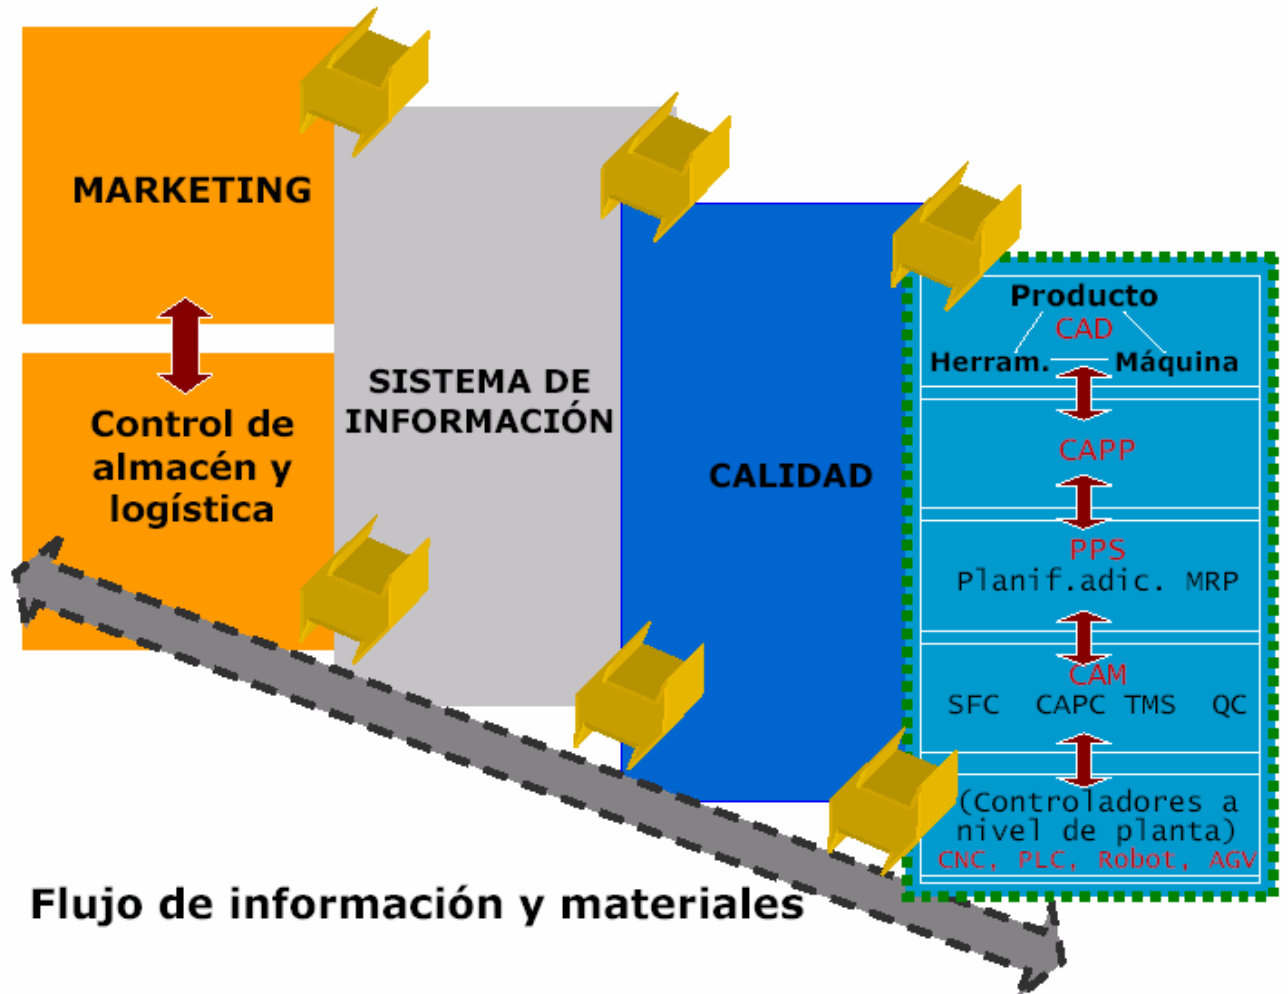 MARKETING
Control de
almacén y
logística
SISTEMA DE
INFORMACIÓN
CALIDAD
Producto
CAD
Herram. Máquina
CAPP
PPS
Planif.adic. MRP
CAM
SFC CAPC TMS QC
(Controladores a
nivel de planta)
CNC, PLC, Robot, AGV
Flujo de información y materiales